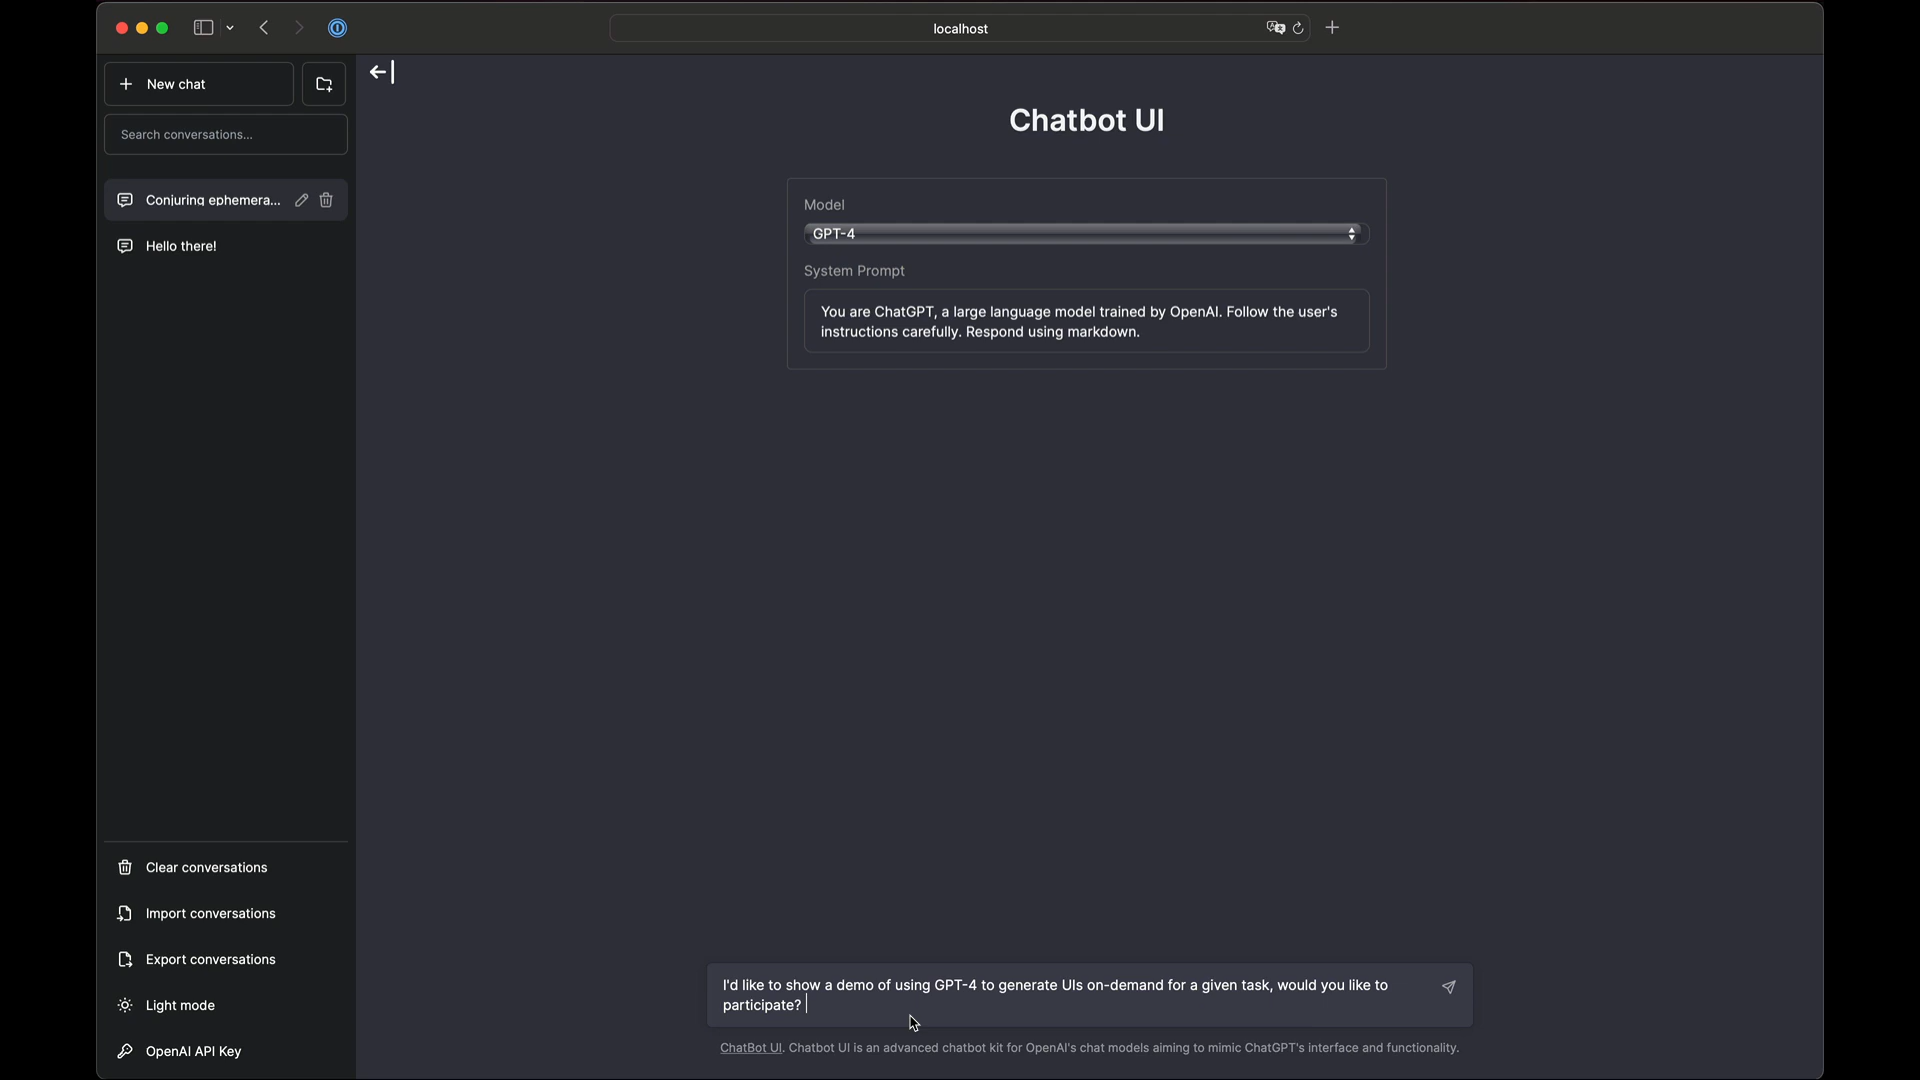 localhost
New chat
Search conversations...
Conjuring ephemera...
Hello there!
Clear conversations
Import conversations
Export conversations
Light mode
OpenAI API Key
Chatbot UI
Model
GPT-4
System Prompt
You are ChatGPT, a large language model trained by OpenAI. Follow the user's
instructions carefully. Respond using markdown.
I'd like to show a demo of using GPT-4 to generate UIs on-demand for a given task, would you like to
participate?
ChatBot UI. Chatbot UI is an advanced chatbot kit for OpenAI's chat models aiming to mimic ChatGPT's interface and functionality.